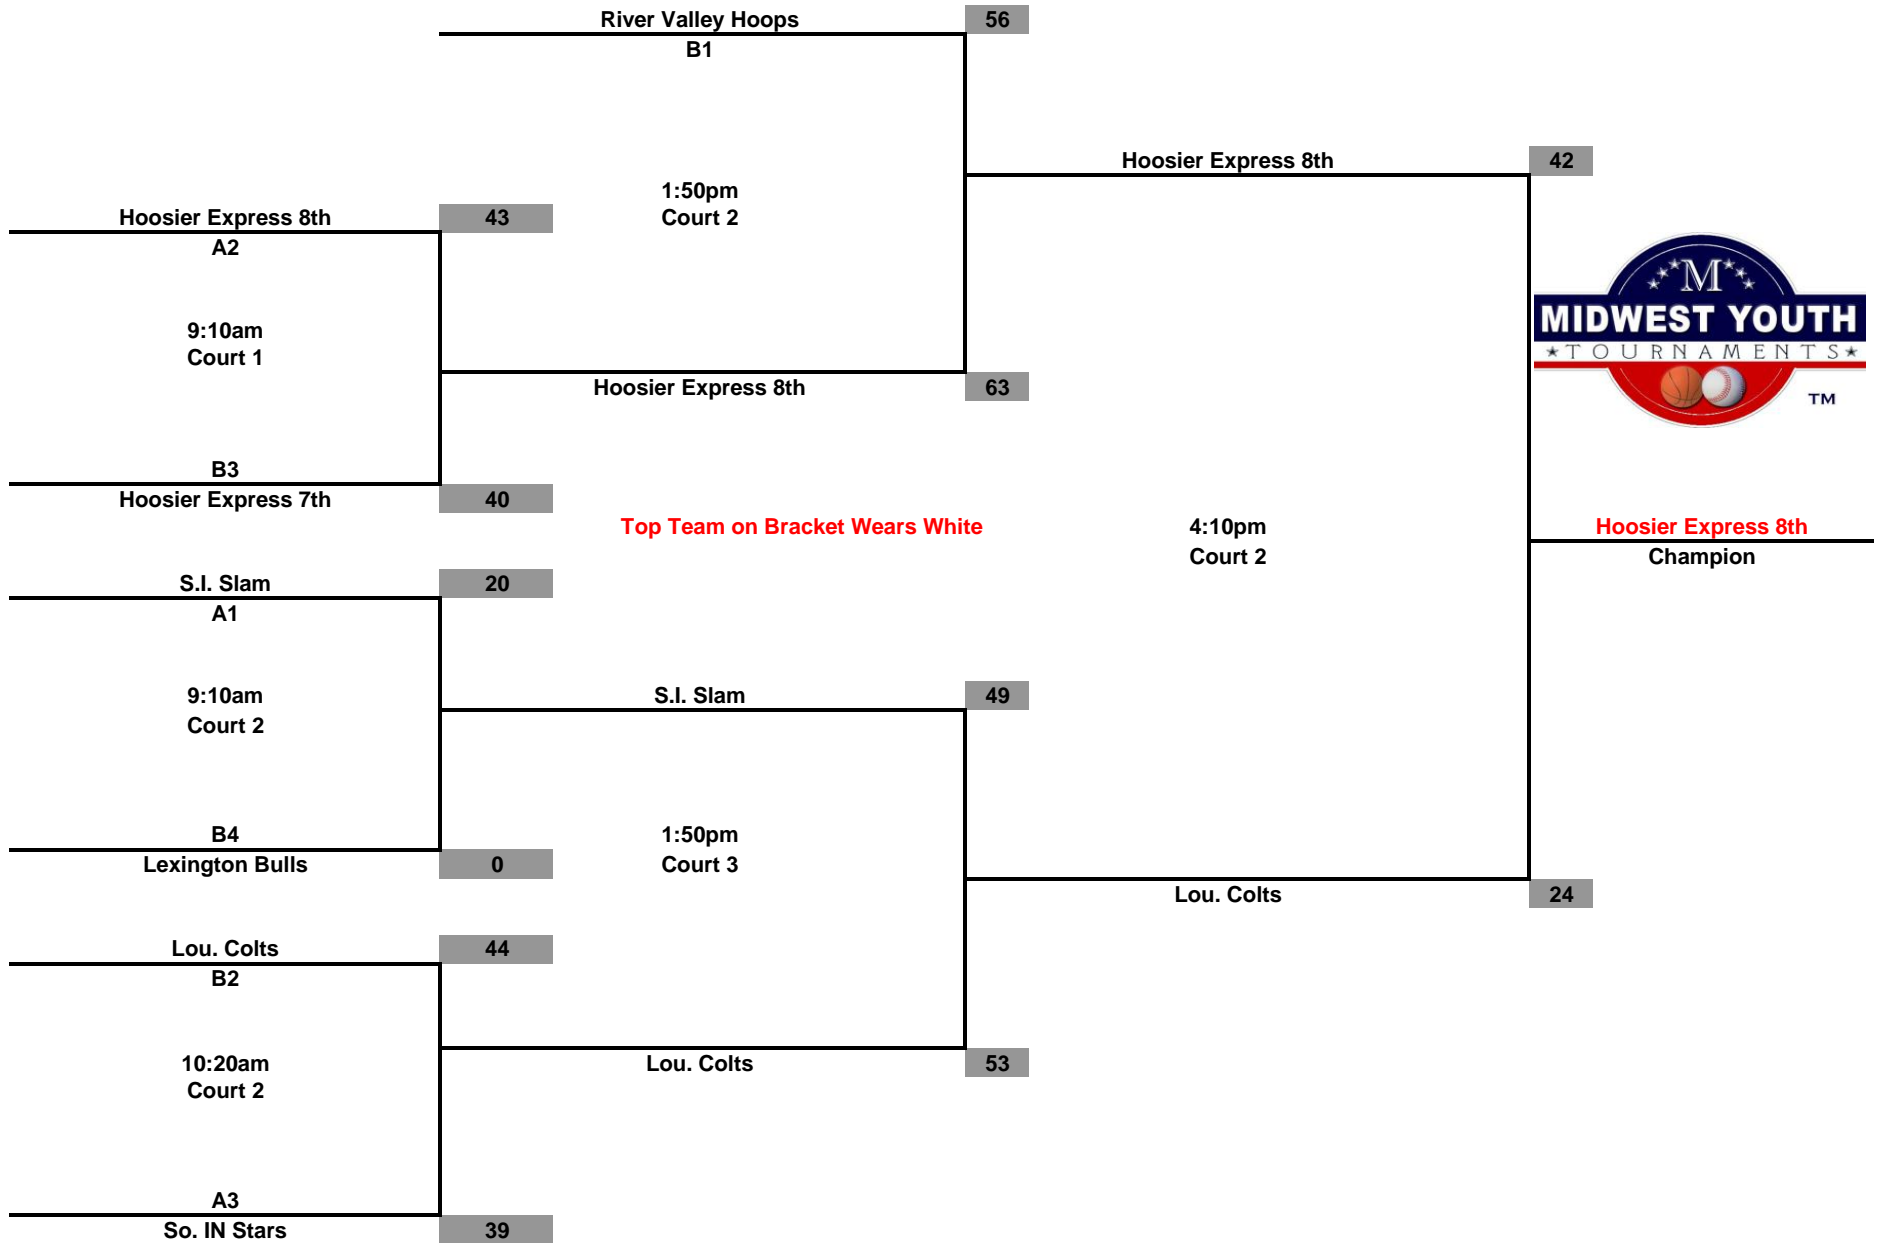 River Valley Hoops 56
B1
Hoosier Express 8th 42
1:50pm
Hoosier Express 8th 43 Court 2
A2
M
9:10am
MIDWEST YOUTH
Court 1
★TOURNAMENTS★
Hoosier Express 8th 63
TM
B3
Hoosier Express 7th 40
Top Team on Bracket Wears White 4:10pm Hoosier Express 8th
Court 2 Champion
S.I. Slam 20
A1
9:10am S.I. Slam 49
Court 2
B4 1:50pm
Lexington Bulls 0 Court 3
Lou. Colts 24
Lou. Colts 44
B2
10:20am Lou. Colts 53
Court 2
A3
So. IN Stars 39